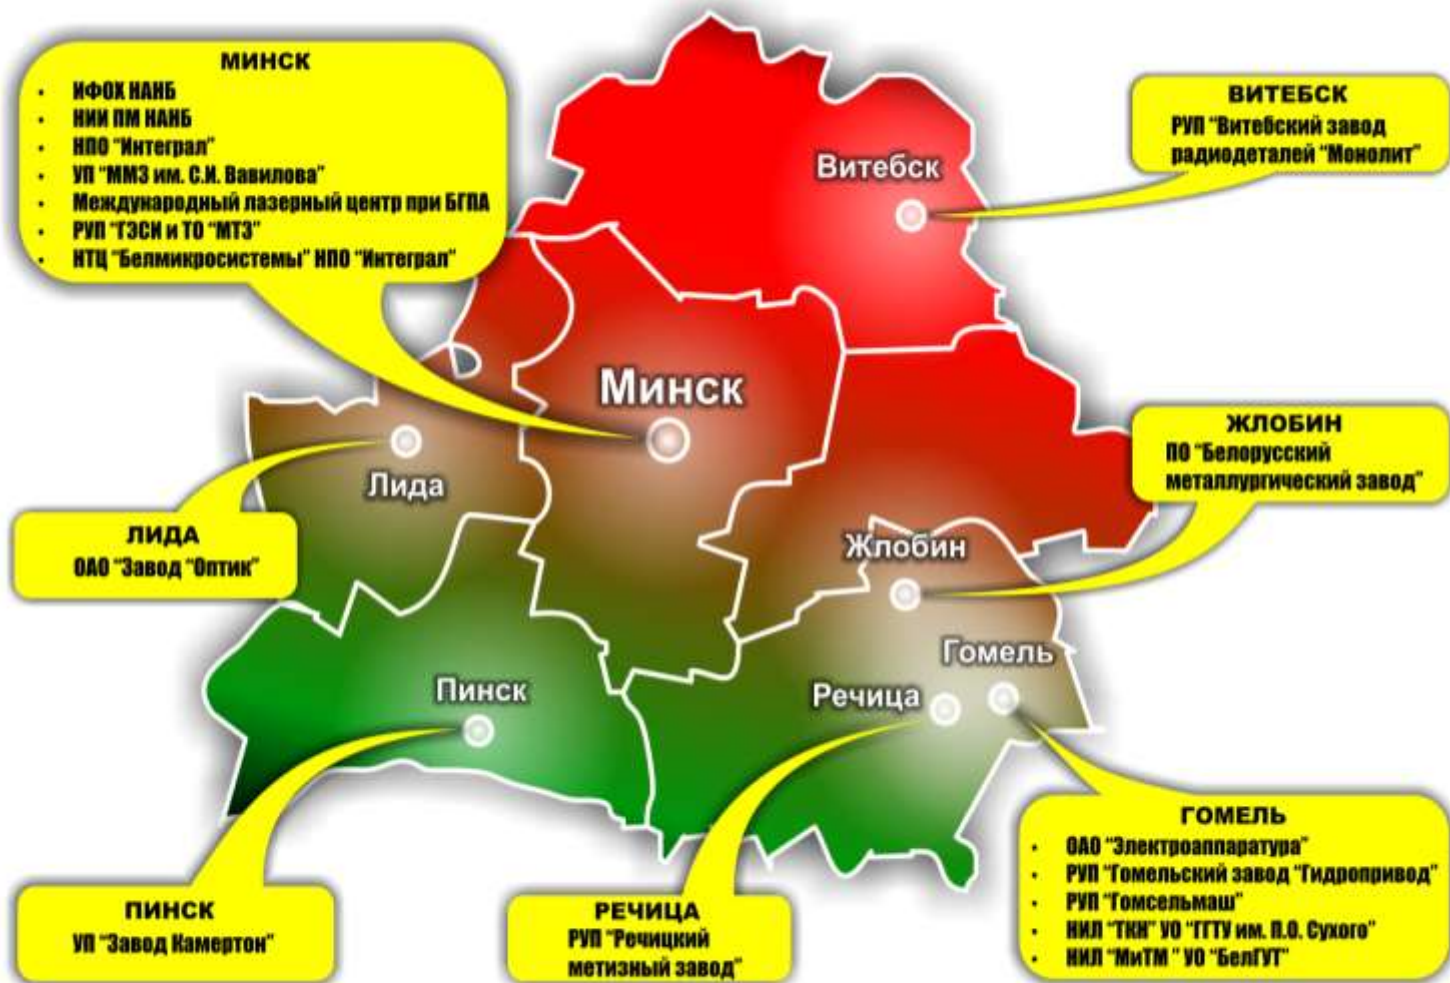 МИНСК
• ИФОХ НАНБ
• НИИ ПМ НАНБ
• НПО "Интеграл"
• УП "ММЗ им. С.И. Вавилова"
• Международный лазерный центр при БГПА
• РУП "ГЭСИ и ТО "МТЗ"
• НТЦ "Белмикросистемы" НПО "Интеграл"
ВИТЕБСК
РУП "Витебский завод
радиодеталей "Монолит"
Витебск
Минск
ЖЛОБИН
ПО "Белорусский
металлургический завод"
Лида
ЛИДА
ОАО "Завод "Оптик"
Жлобин
Гомель
Речица
Пинск
ГОМЕЛЬ
• ОАО "Электроаппаратура"
• РУП "Гомельский завод "Гидропривод"
• РУП "Гомсельмаш"
• НИЛ "ТКН" УО "ГГТУ им. П.О. Сухого"
• НИЛ "МиТМ " УО "БелГУТ"
ПИНСК
УП "Завод Камертон"
РЕЧИЦА
РУП "Речицкий
метизный завод"